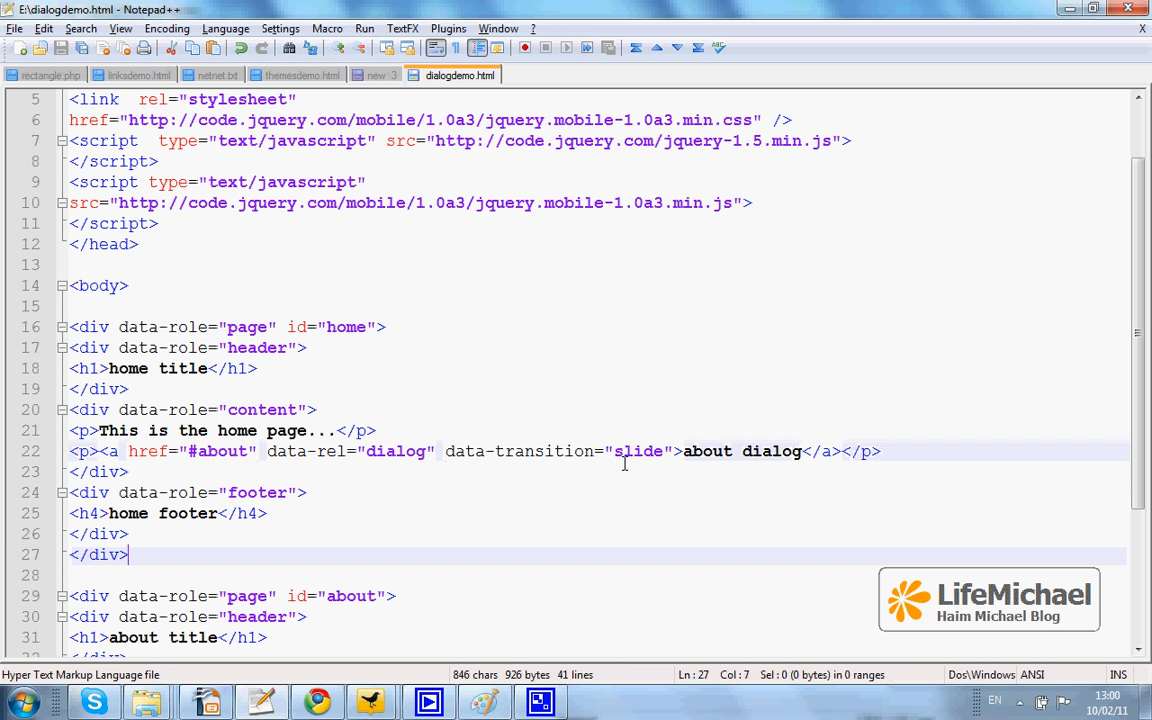 E:\dialogdemo.html - Notepad++
File Edit Search View Encoding Language Settings Macro Run TextFX Plugins Window ? X
rectangle.php linksdemo.html netnet.txt themesdemo.html new 3 dialogdemo.html
5 <link rel="stylesheet"
6 href="http://code.jquery.com/mobile/1.0a3/jquery.mobile-1.0a3.min.css" />
7 <script type="text/javascript" src="http://code.jquery.com/jquery-1.5.min.js">
8 </script>
9 <script type="text/javascript"
10 src="http://code.jquery.com/mobile/1.0a3/jquery.mobile-1.0a3.min.js">
11 </script>
12 </head>
13
14 <body>
15
16 <div data-role="page" id="home">
17 <div data-role="header">
18 <h1>home title</h1>
19 </div>
20 <div data-role="content">
21 <p>This is the home page...</p>
22 <p><a href="#about" data-rel="dialog" data-transition="slide">about dialog</a></p>
23 </div>
24 <div data-role="footer">
25 <h4>home footer</h4>
26 </div>
27 </div>
28
29 <div data-role="page" id="about">
30 <div data-role="header">
31 <h1>about title</h1>
LifeMichael
Haim Michael Blog
Hyper Text Markup Language file 846 chars 926 bytes 41 lines Ln : 27 Col : 7 Sel : 0 (0 bytes) in 0 ranges Dos\Windows ANSI INS
EN 13:00
10/02/11